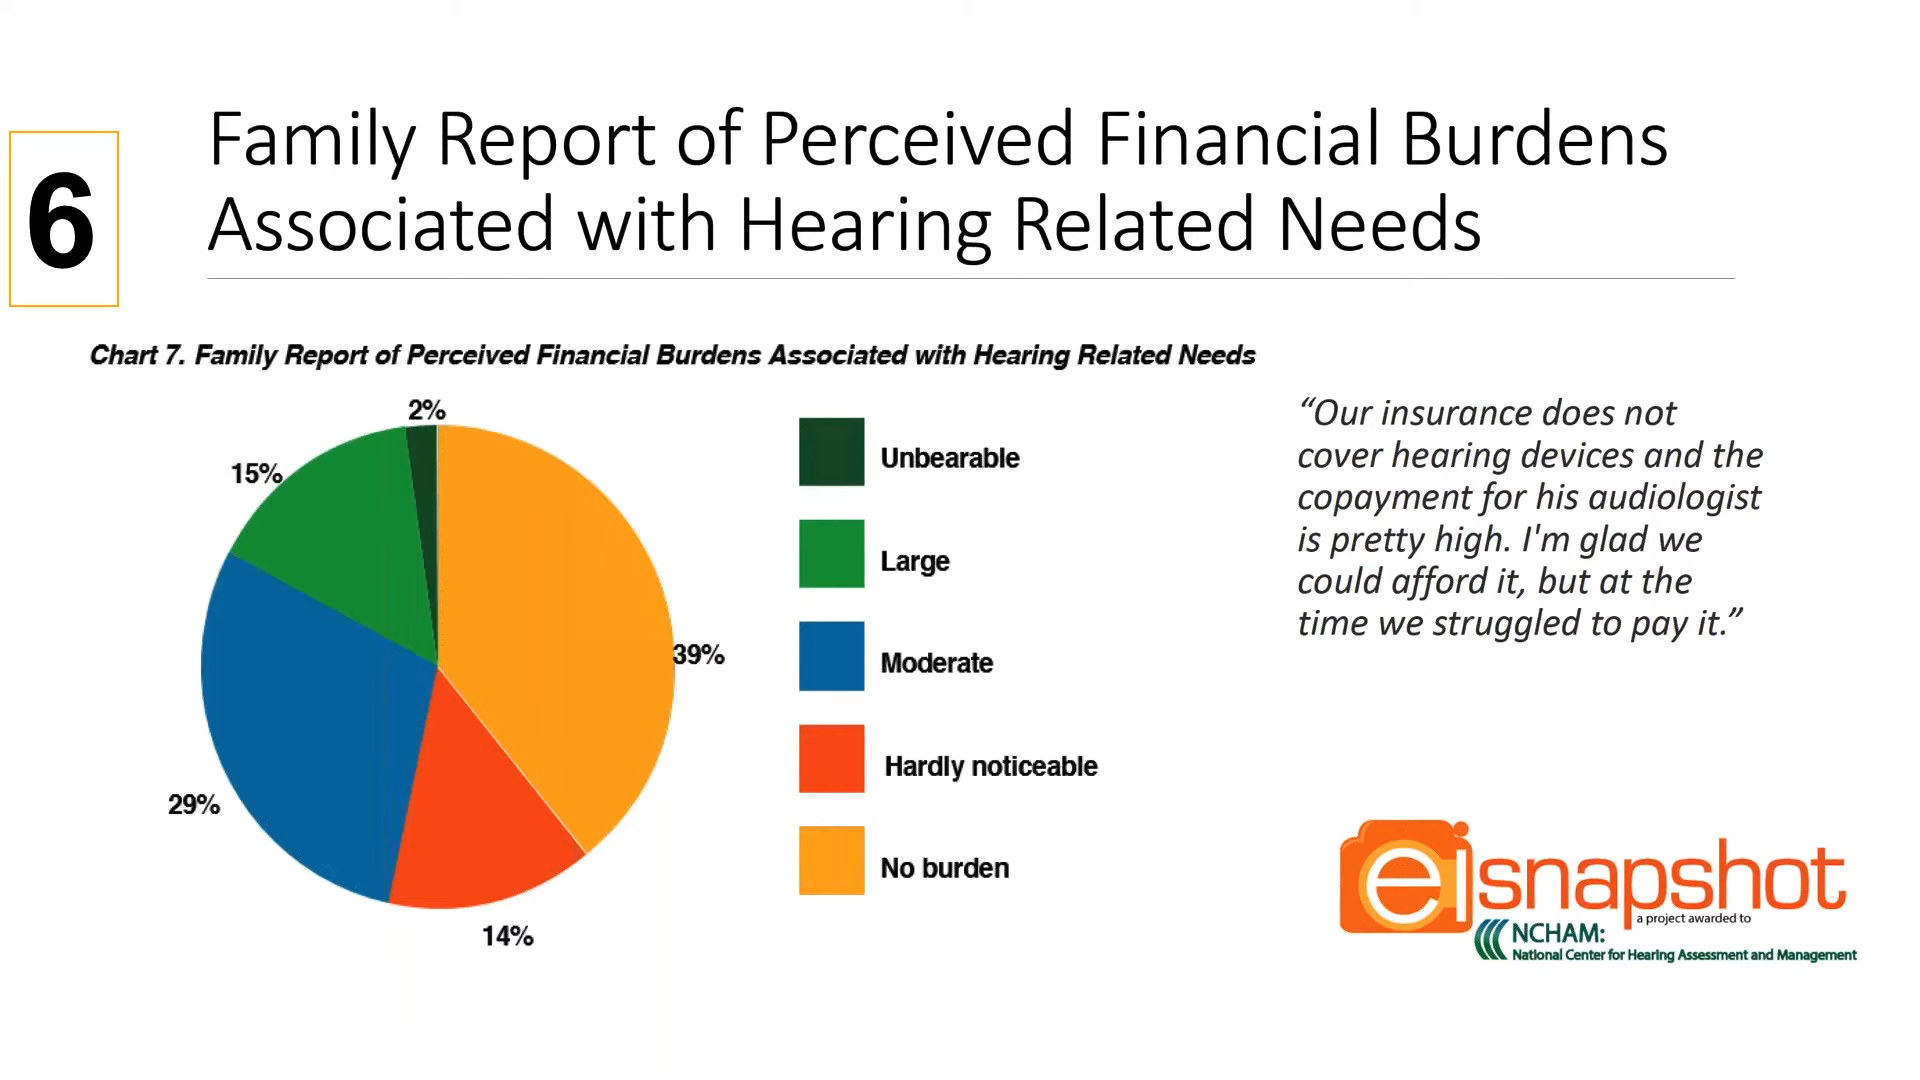 6
Family Report of Perceived Financial Burdens
Associated with Hearing Related Needs
Chart 7. Family Report of Perceived Financial Burdens Associated with Hearing Related Needs
2%
15%
39%
29%
14%
Unbearable
Large
Moderate
Hardly noticeable
No burden
“Our insurance does not
cover hearing devices and the
copayment for his audiologist
is pretty high. I'm glad we
could afford it, but at the
time we struggled to pay it.”
ei snapshot
a project awarded to
NCHAM:
National Center for Hearing Assessment and Management